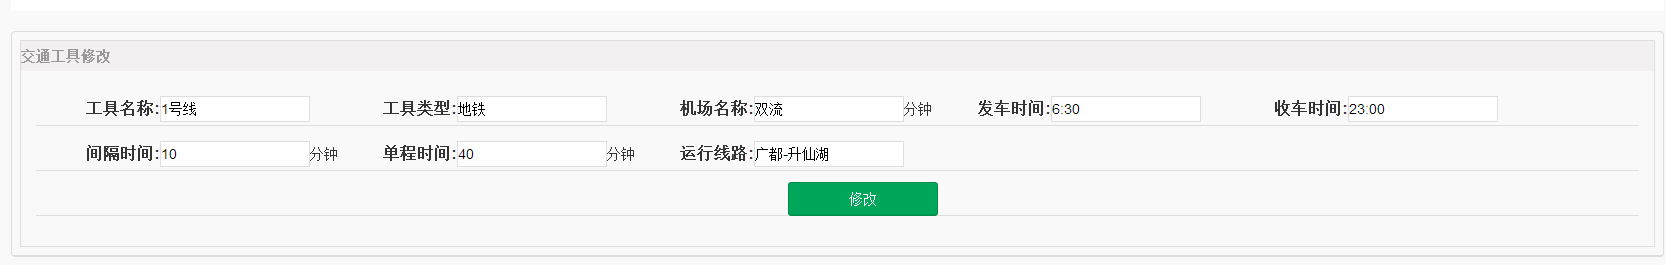 交通工具修改
工具名称:1号线 工具类型:地铁 机场名称:双流 分钟 发车时间:6:30 收车时间:23:00
间隔时间:10 分钟 单程时间:40 分钟 运行线路:广都-升仙湖
修改